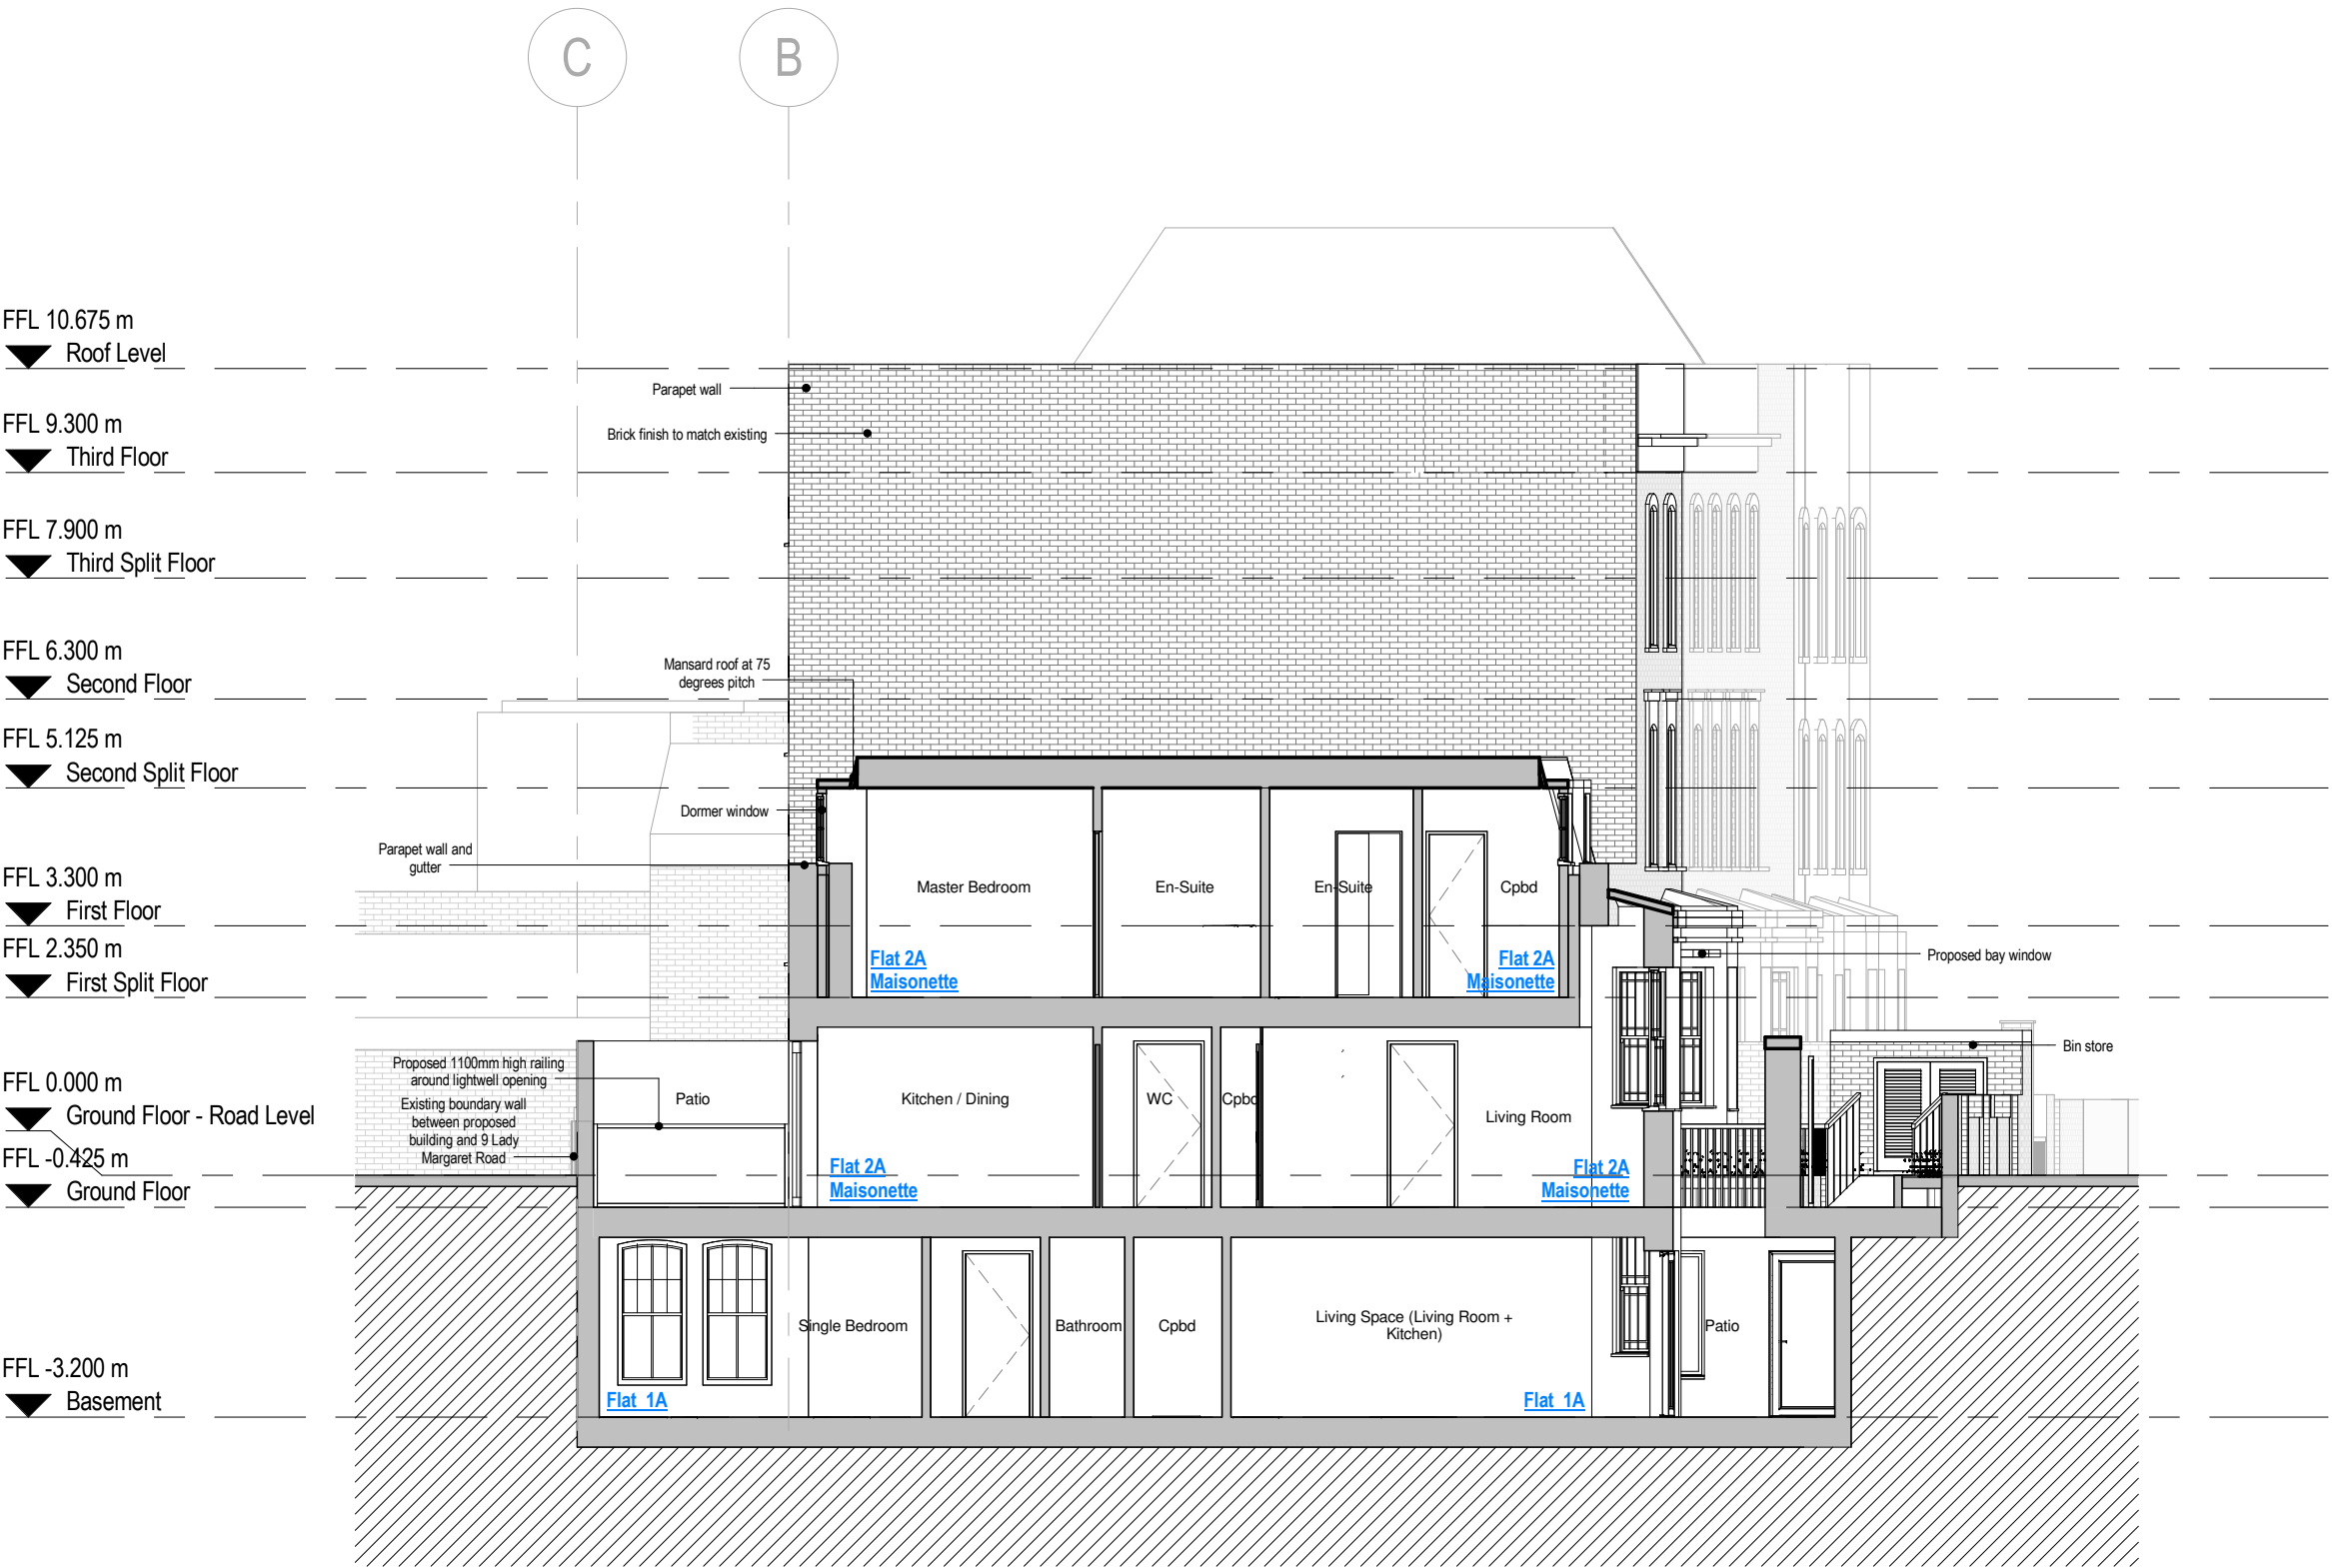 C
B
FFL 10.675 m
Roof Level
Parapet wall
FFL 9.300 m
Brick finish to match existing
Third Floor
FFL 7.900 m
Third Split Floor
FFL 6.300 m
Second Floor
Mansard roof at 75
degrees pitch
FFL 5.125 m
Second Split Floor
Dormer window
Parapet wall and
gutter
FFL 3.300 m
First Floor
Master Bedroom
En-Suite
En-Suite
Cpbd
FFL 2.350 m
First Split Floor
Flat 2A
Maisonette
Flat 2A
Maisonette
Proposed bay window
Bin store
Proposed 1100mm high railing
around lightwell opening
Existing boundary wall
between proposed
building and 9 Lady
Margaret Road
FFL 0.000 m
Ground Floor - Road Level
FFL -0.425 m
Ground Floor
Patio
Kitchen / Dining
WC
Cpbd
Living Room
Flat 2A
Maisonette
Flat 2A
Maisonette
Single Bedroom
Bathroom
Cpbd
Living Space (Living Room +
Kitchen)
Patio
FFL -3.200 m
Basement
Flat 1A
Flat 1A